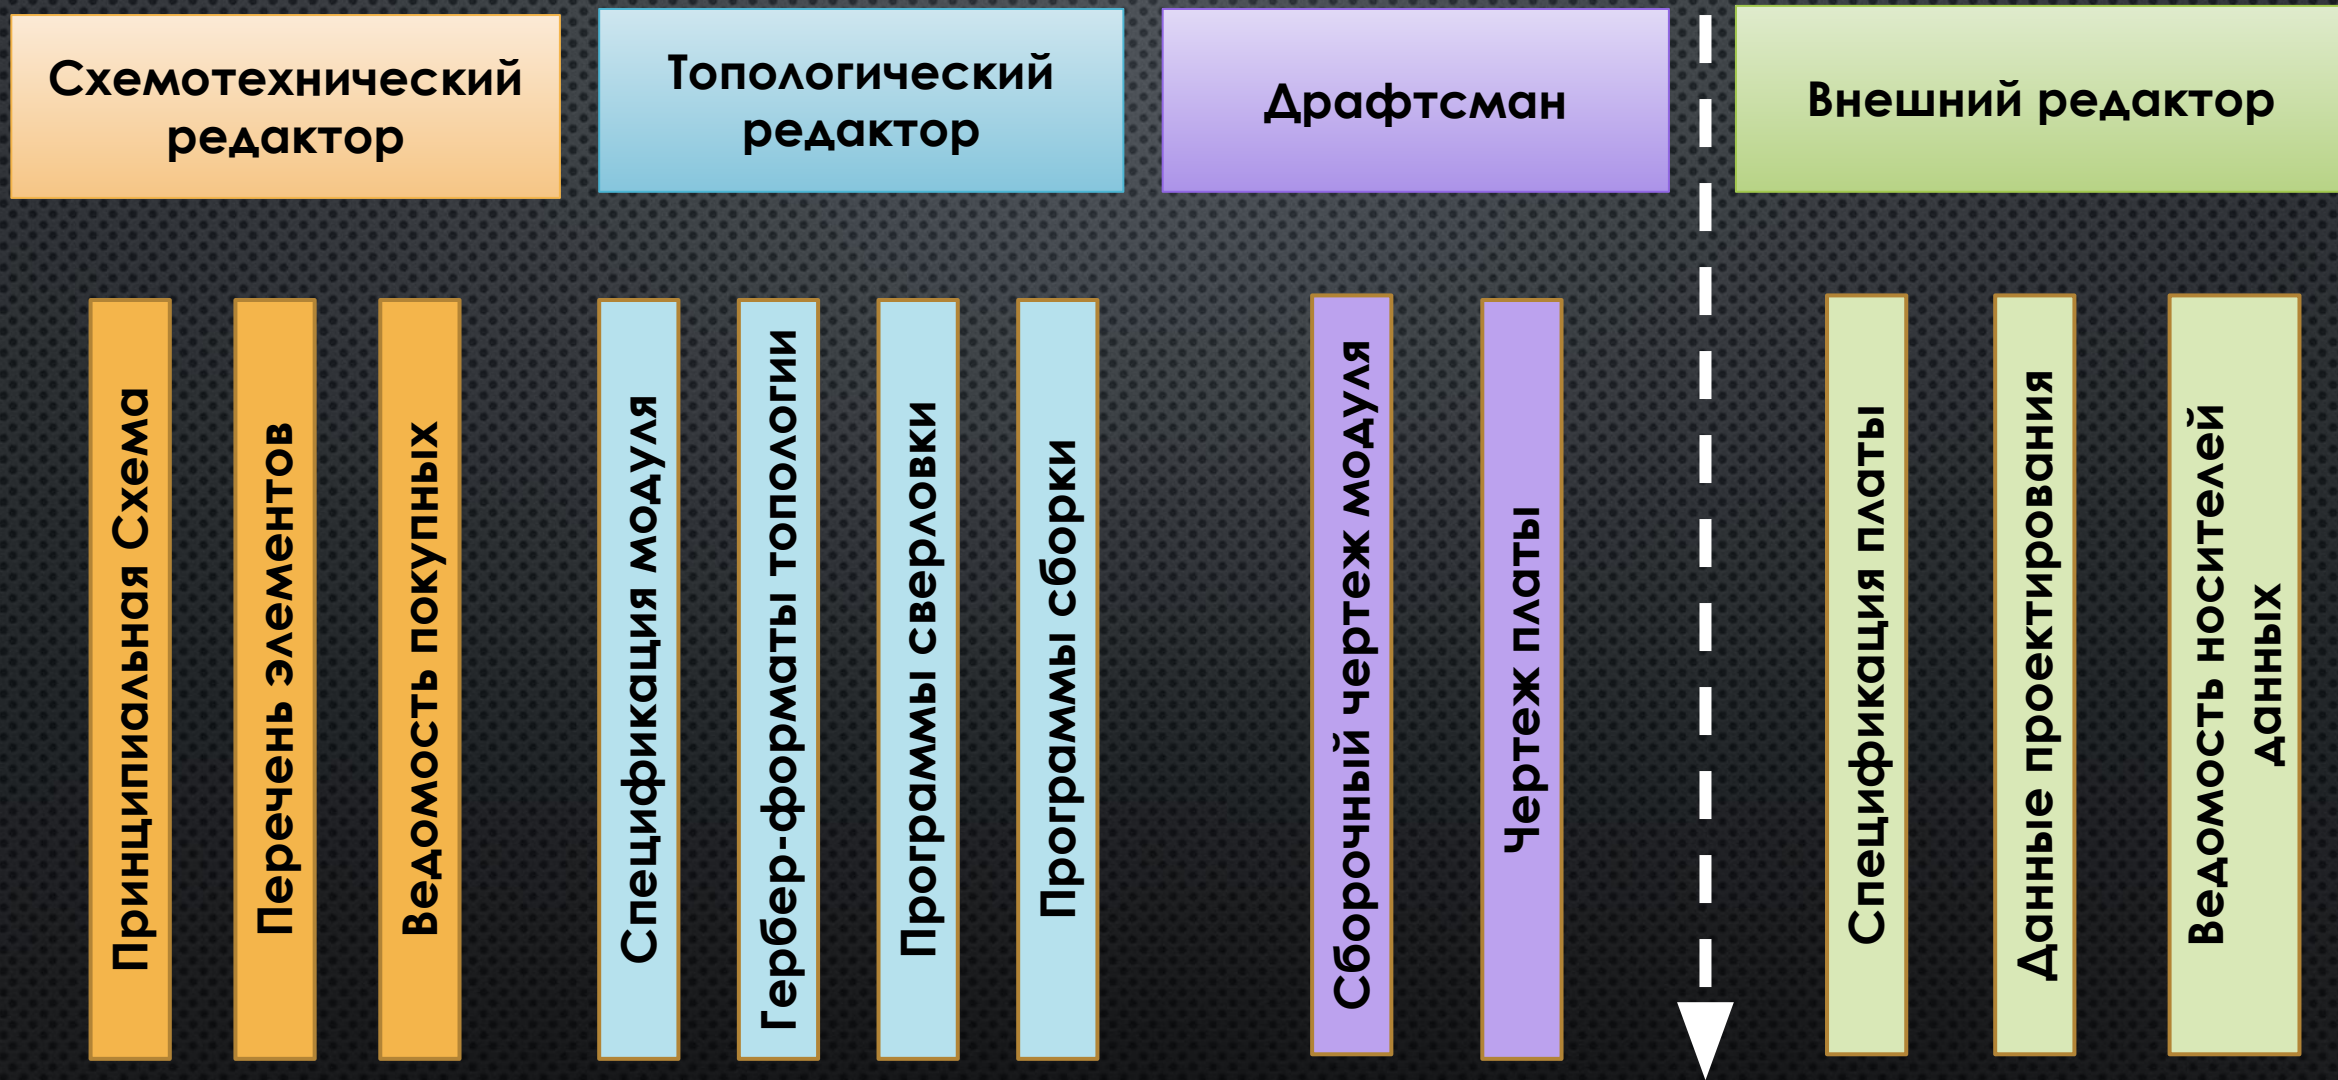 Схемотехнический
редактор
Топологический
редактор
Драфтсман
Внешний редактор
Принципиальная Схема
Перечень элементов
Ведомость покупных
Спецификация модуля
Гербер-форматы топологии
Программы сверловки
Программы сборки
Сборочный чертеж модуля
Чертеж платы
Спецификация платы
Данные проектирования
Ведомость носителей
данных